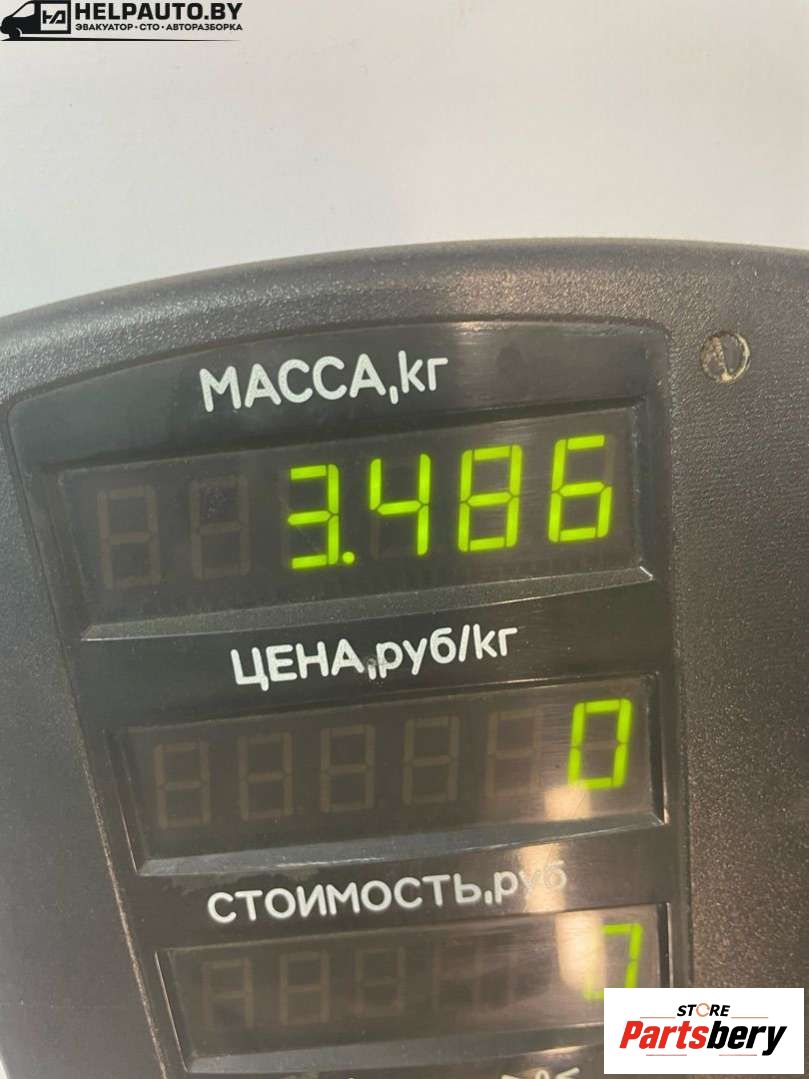 HELPAUTO.BY
ЭВАКУАТОР • СТО • АВТОРАЗБОРКА
МАССА,кг
3.486
ЦЕНА,руб/кг
0
СТОИМОСТЬ,руб
STORE
Partsbery